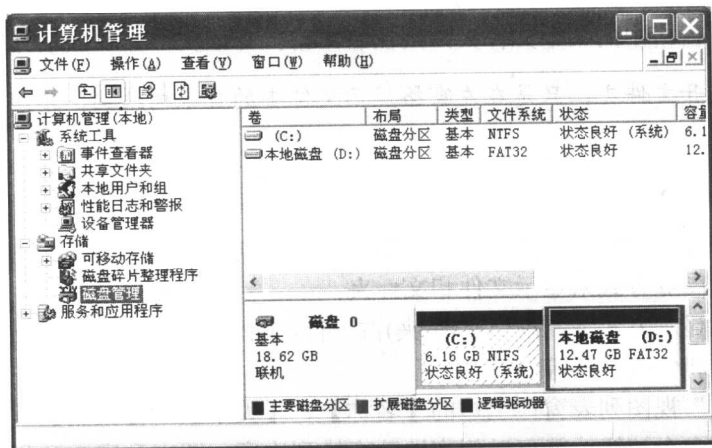 计算机管理
文件(F) 操作(A) 查看(V) 窗口(W) 帮助(H)
计算机管理(本地)
系统工具
事件查看器
共享文件夹
本地用户和组
性能日志和警报
设备管理器
存储
可移动存储
磁盘碎片整理程序
磁盘管理
服务和应用程序
卷 布局 类型 文件系统 状态 容量
(C:) 磁盘分区 基本 NTFS 状态良好 (系统) 6.1
本地磁盘 (D:) 磁盘分区 基本 FAT32 状态良好 12.
磁盘 0
基本
18.62 GB
联机
(C:)
6.16 GB NTFS
状态良好 (系统)
本地磁盘 (D:)
12.47 GB FAT32
状态良好
主要磁盘分区 扩展磁盘分区 逻辑驱动器